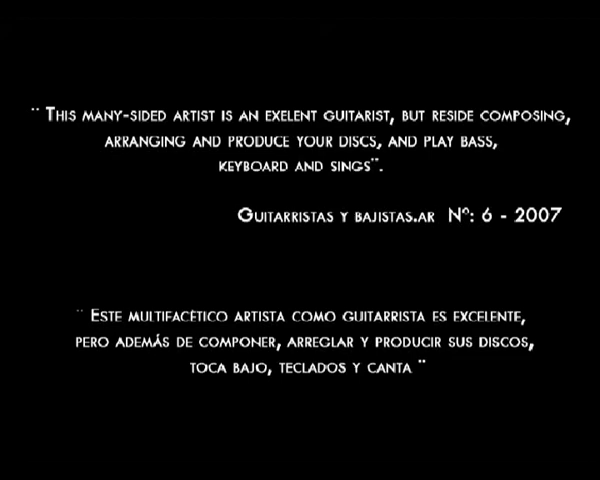 ¨ This many-sided artist is an exelent guitarist, but reside composing,
arranging and produce your discs, and play bass,
keyboard and sings¨.
Guitarristas y bajistas.ar Nº: 6 - 2007
¨ Este multifacético artista como guitarrista es excelente,
pero además de componer, arreglar y producir sus discos,
toca bajo, teclados y canta ¨